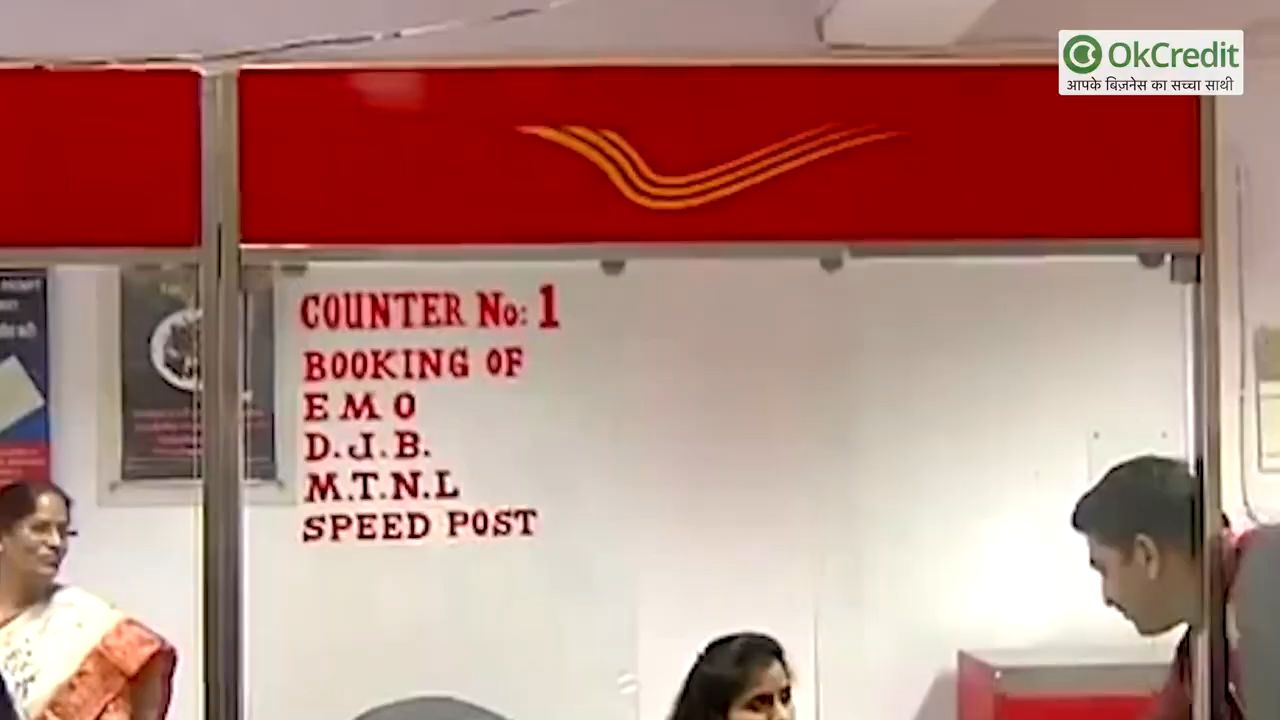 OkCredit
आपके बिज़नेस का सच्चा साथी
COUNTER No: 1
BOOKING OF
E M O
D.J.B.
M.T.N.L
SPEED POST